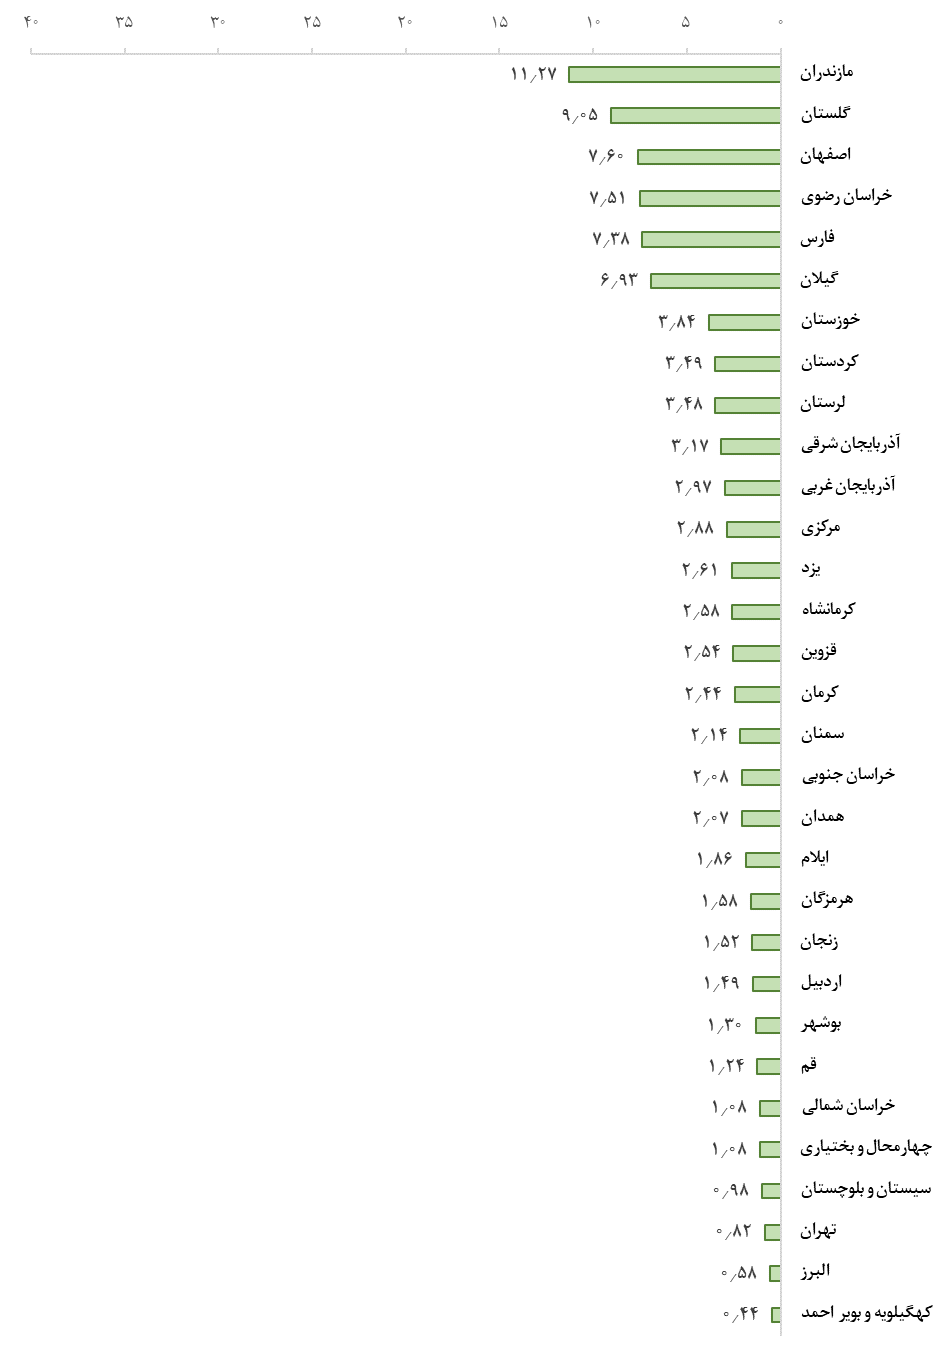 ۰ ۵ ۱۰ ۱۵ ۲۰ ۲۵ ۳۰ ۳۵ ۴۰
مازندران ۱۱٫۲۷
گلستان ۹٫۰۵
اصفهان ۷٫۶۰
خراسان رضوی ۷٫۵۱
فارس ۷٫۳۸
گیلان ۶٫۹۳
خوزستان ۳٫۸۴
کردستان ۳٫۴۹
لرستان ۳٫۴۸
آذربایجان شرقی ۳٫۱۷
آذربایجان غربی ۲٫۹۷
مرکزی ۲٫۸۸
یزد ۲٫۶۱
کرمانشاه ۲٫۵۸
قزوین ۲٫۵۴
کرمان ۲٫۴۴
سمنان ۲٫۱۴
خراسان جنوبی ۲٫۰۸
همدان ۲٫۰۷
ایلام ۱٫۸۶
هرمزگان ۱٫۵۸
زنجان ۱٫۵۲
اردبیل ۱٫۴۹
بوشهر ۱٫۳۰
قم ۱٫۲۴
خراسان شمالی ۱٫۰۸
چهارمحال و بختیاری ۱٫۰۸
سیستان و بلوچستان ۰٫۹۸
تهران ۰٫۸۲
البرز ۰٫۵۸
کهگیلویه و بویر احمد ۰٫۴۴